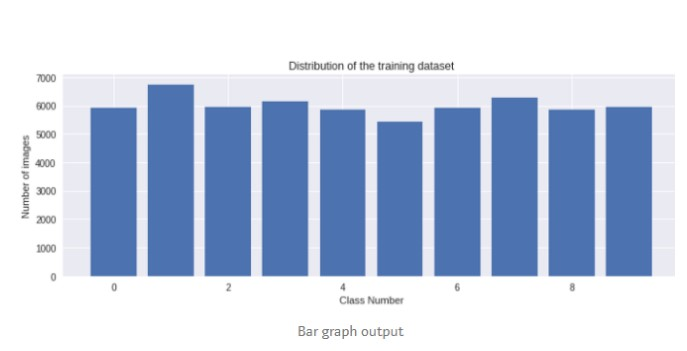 Distribution of the training dataset
7000
6000
5000
4000
3000
2000
1000
0
Number of images
0 2 4 6 8
Class Number
Bar graph output